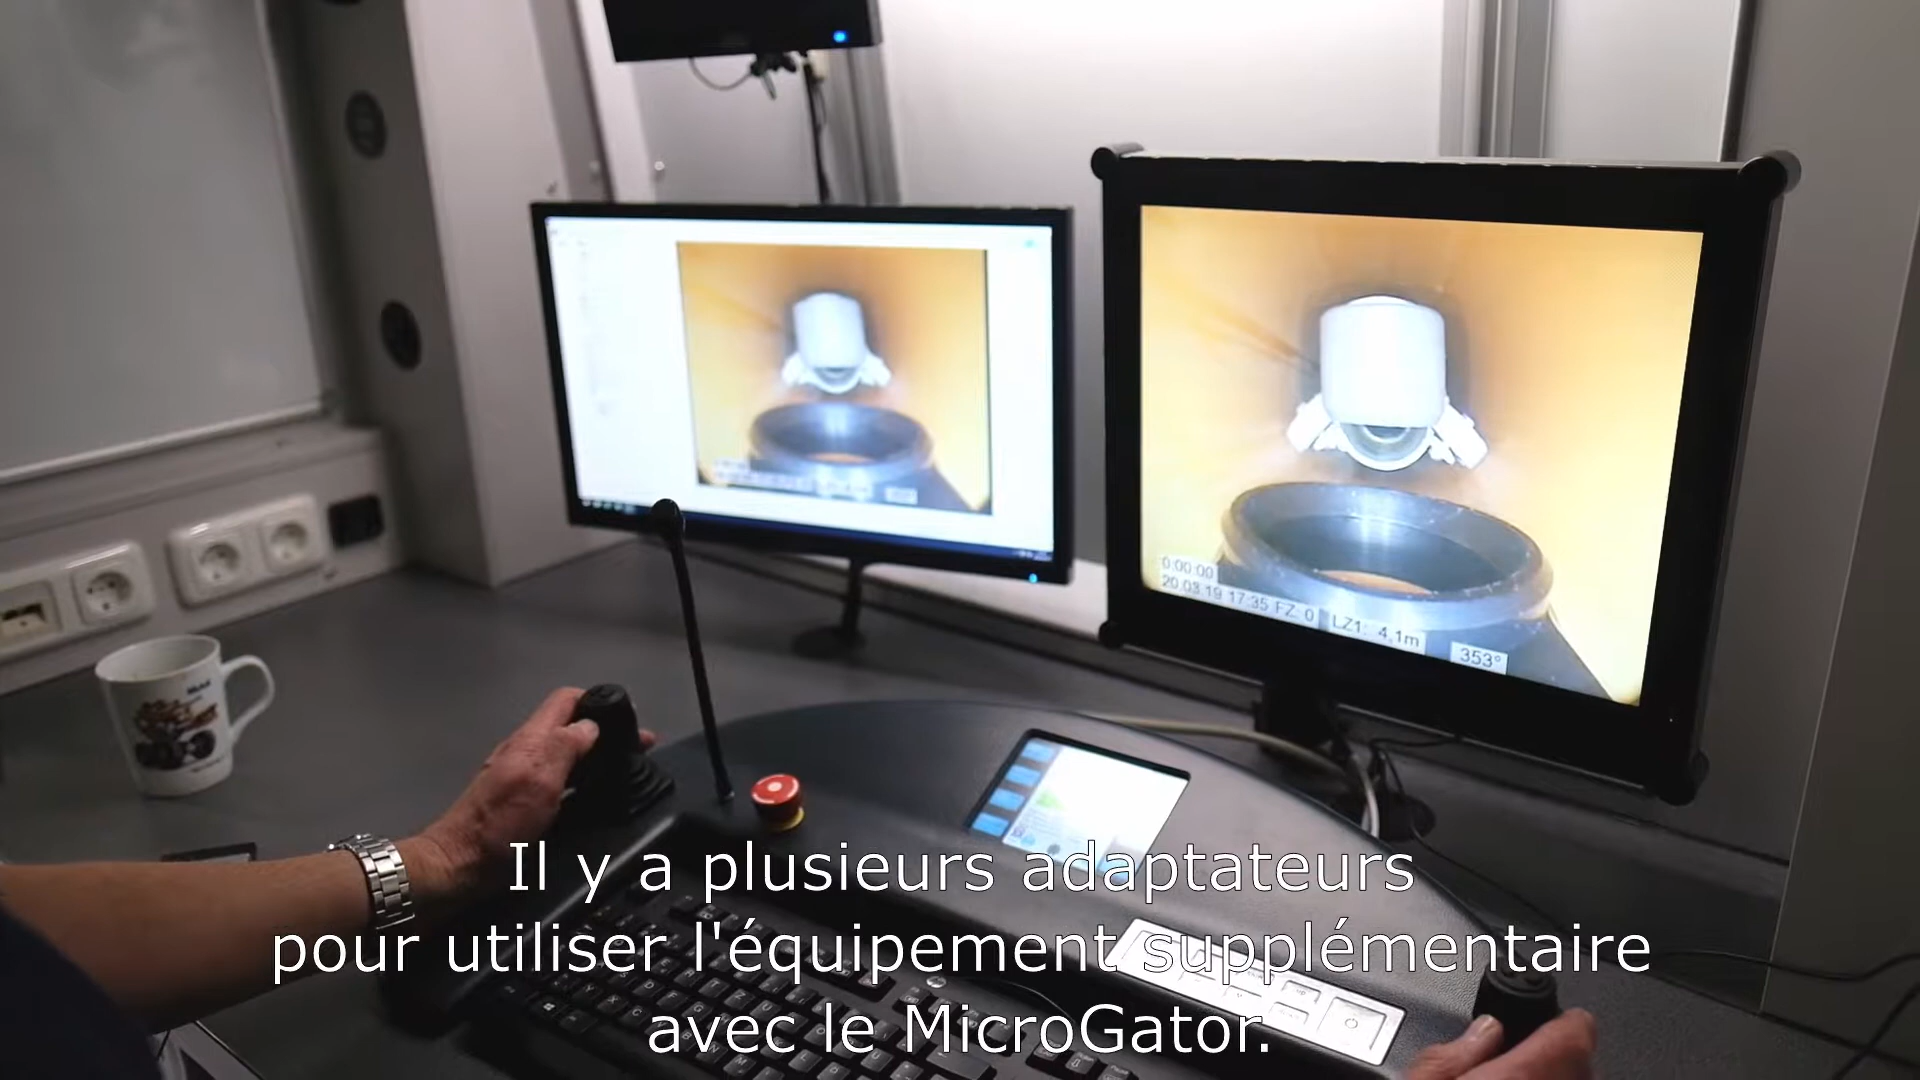 0:00:00
20.03.19 17:35 FZ: 0 LZ1: 4.1m 353°
Il y a plusieurs adaptateurs
pour utiliser l'équipement supplémentaire
avec le MicroGator.